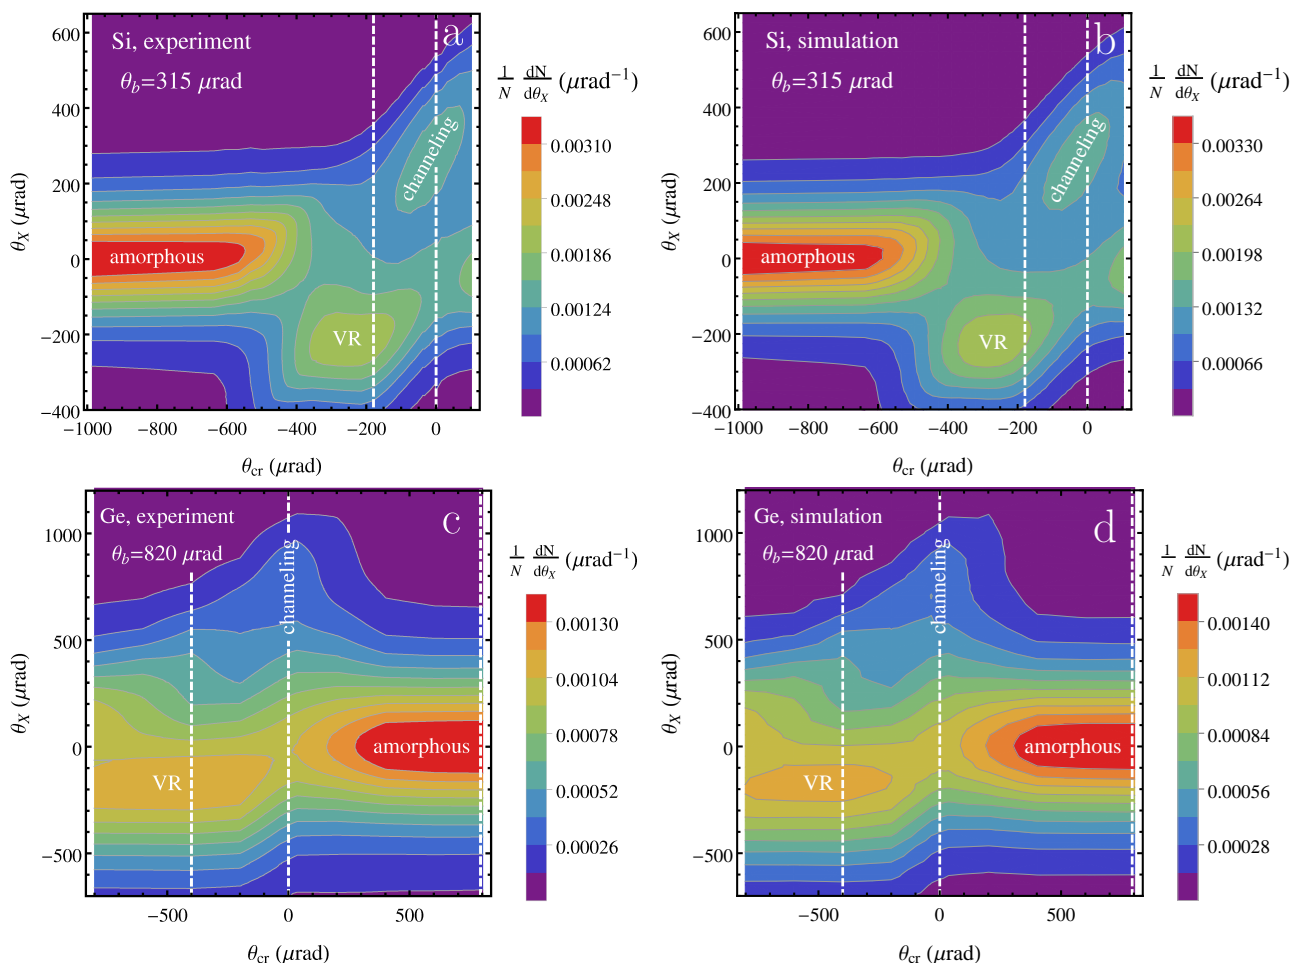 Si, experiment
a
θb=315 μrad
channeling
amorphous
VR
600
400
200
0
−200
−400
θX (μrad)
−1000
−800
−600
−400
−200
0
θcr (μrad)
1/N dN/dθX (μrad−1)
0.00310
0.00248
0.00186
0.00124
0.00062
Si, simulation
b
θb=315 μrad
channeling
amorphous
VR
600
400
200
0
−200
−400
θX (μrad)
−1000
−800
−600
−400
−200
0
θcr (μrad)
1/N dN/dθX (μrad−1)
0.00330
0.00264
0.00198
0.00132
0.00066
Ge, experiment
c
θb=820 μrad
channeling
amorphous
VR
1000
500
0
−500
θX (μrad)
−500
0
500
θcr (μrad)
1/N dN/dθX (μrad−1)
0.00130
0.00104
0.00078
0.00052
0.00026
Ge, simulation
d
θb=820 μrad
channeling
amorphous
VR
1000
500
0
−500
θX (μrad)
−500
0
500
θcr (μrad)
1/N dN/dθX (μrad−1)
0.00140
0.00112
0.00084
0.00056
0.00028